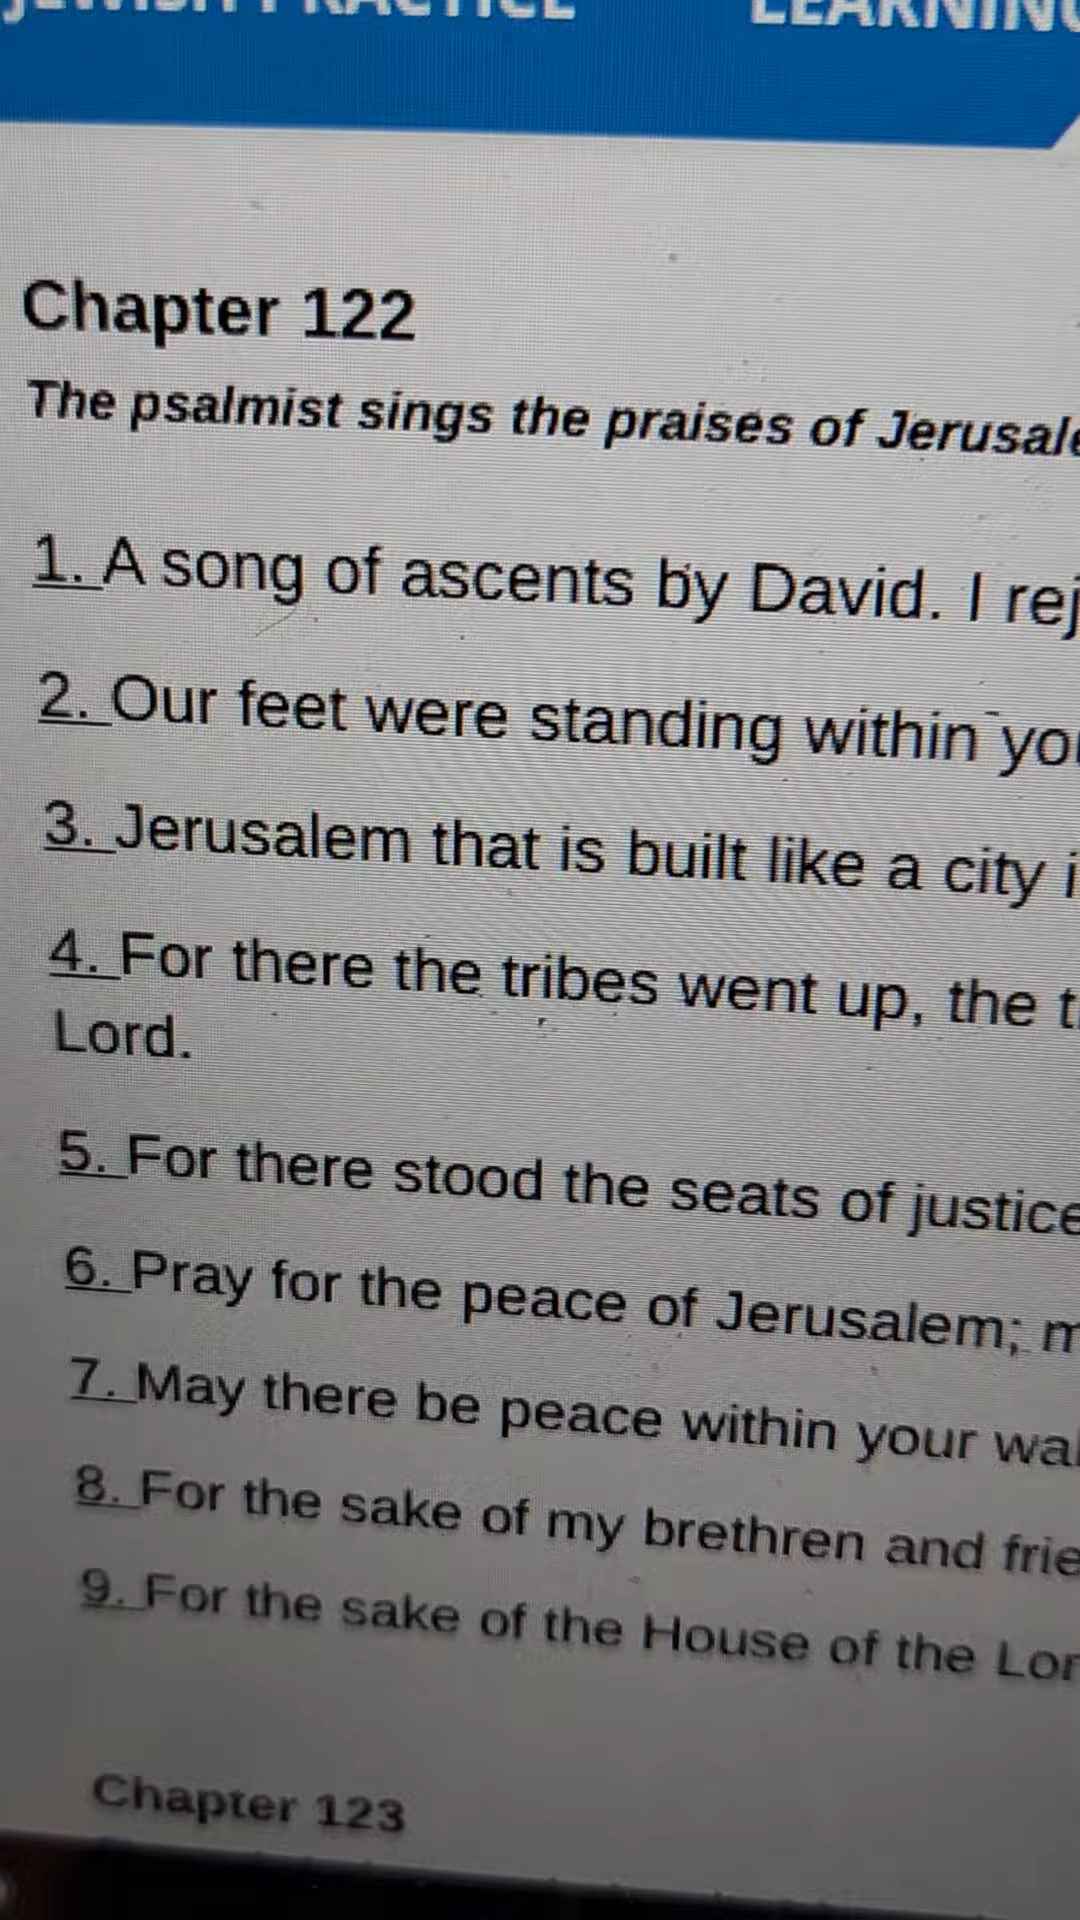 JEWISH PRACTICE LEARNING
Chapter 122
The psalmist sings the praises of
1. A song of ascents by David. I
2. Our feet were standing within
3. Jerusalem that is built like a city
4. For there the tribes went up, the
Lord.
5. For there stood the seats of justice
6. Pray for the peace of Jerusalem;
7. May there be peace within your
8. For the sake of my brethren and
9. For the sake of the House of the
Chapter 123